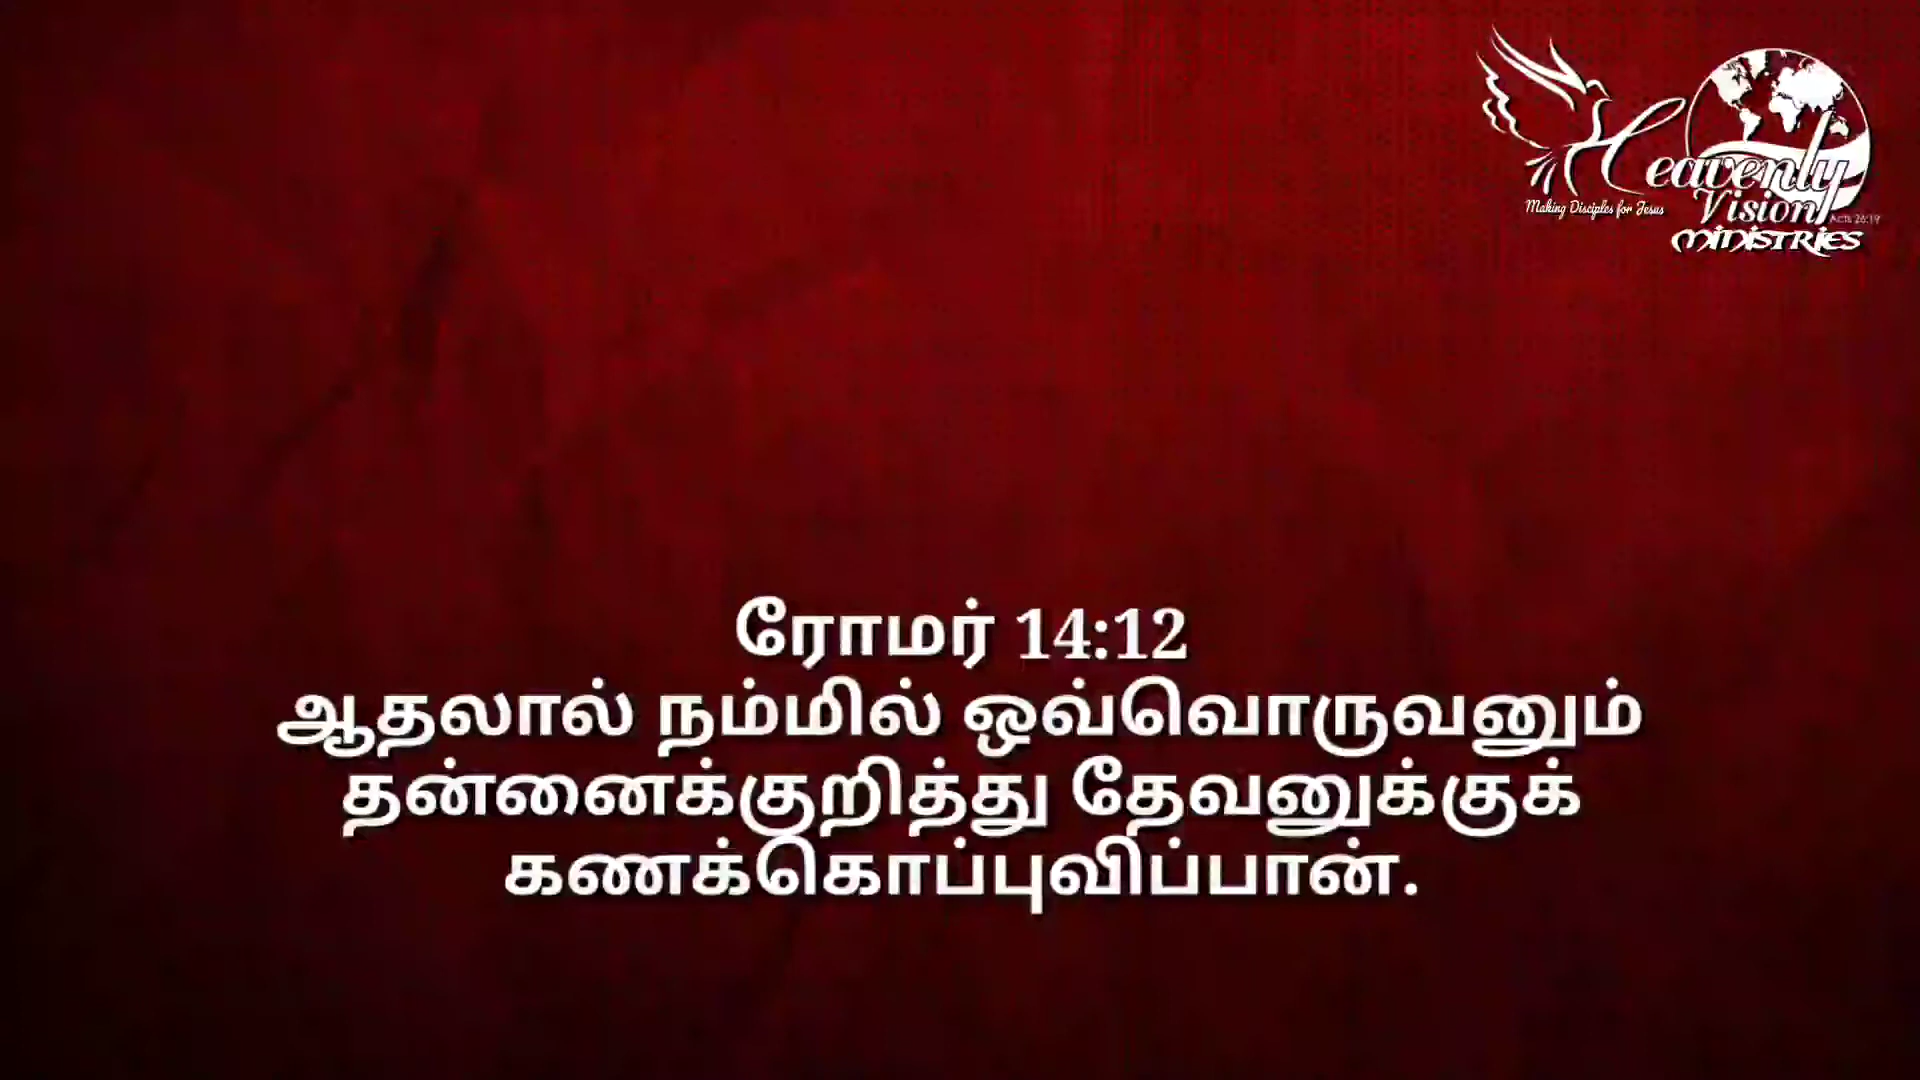 Heavenly
Making Disciples for Jesus
Vision
Acts 26:19
MINISTRIES
ரோமர் 14:12
ஆதலால் நம்மில் ஒவ்வொருவனும்
தன்னைக்குறித்து தேவனுக்குக்
கணக்கொப்புவிப்பான்.